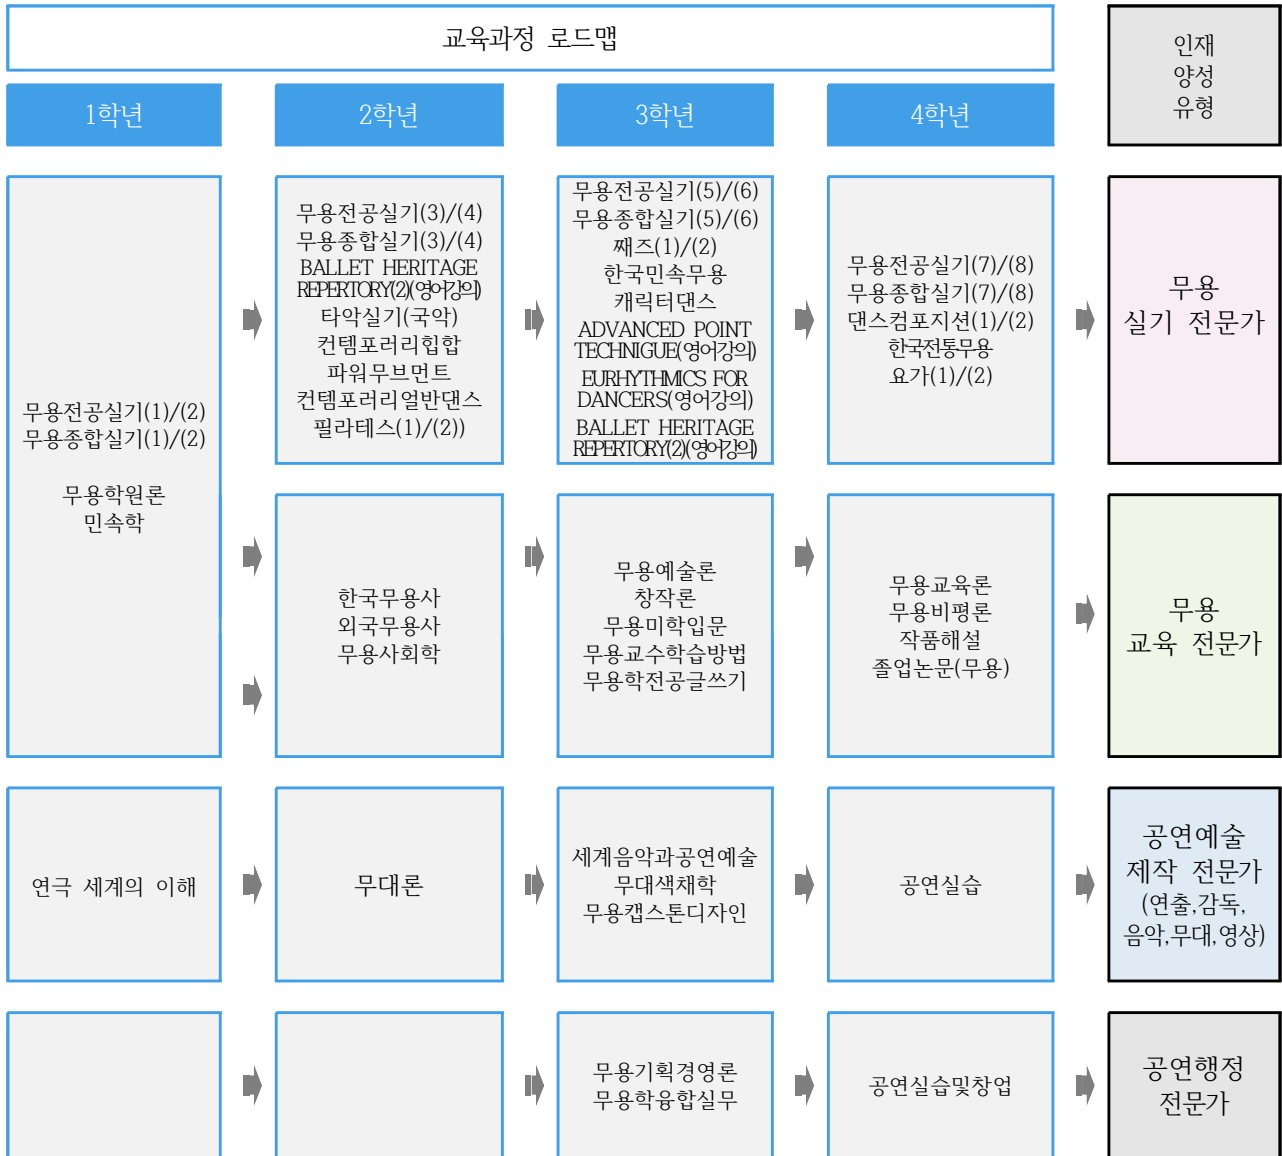 교육과정 로드맵
인재
양성
유형
1학년
2학년
3학년
4학년
무용전공실기(1)/(2)
무용종합실기(1)/(2)
무용학원론
민속학
무용전공실기(3)/(4)
무용종합실기(3)/(4)
BALLET HERITAGE
REPERTORY(2)(영어강의)
타악실기(국악)
컨템포러리힙합
파워무브먼트
컨템포러리얼반댄스
필라테스(1)/(2))
무용전공실기(5)/(6)
무용종합실기(5)/(6)
째즈(1)/(2)
한국민속무용
캐릭터댄스
ADVANCED POINT
TECHNIGUE(영어강의)
EURHYTHMICS FOR
DANCERS(영어강의)
BALLET HERITAGE
REPERTORY(2)(영어강의)
무용전공실기(7)/(8)
무용종합실기(7)/(8)
댄스컴포지션(1)/(2)
한국전통무용
요가(1)/(2)
무용
실기 전문가
한국무용사
외국무용사
무용사회학
무용예술론
창작론
무용미학입문
무용교수학습방법
무용학전공글쓰기
무용교육론
무용비평론
작품해설
졸업논문(무용)
무용
교육 전문가
연극 세계의 이해
무대론
세계음악과공연예술
무대색채학
무용캡스톤디자인
공연실습
공연예술
제작 전문가
(연출,감독,
음악,무대,영상)
무용기획경영론
무용학융합실무
공연실습및창업
공연행정
전문가